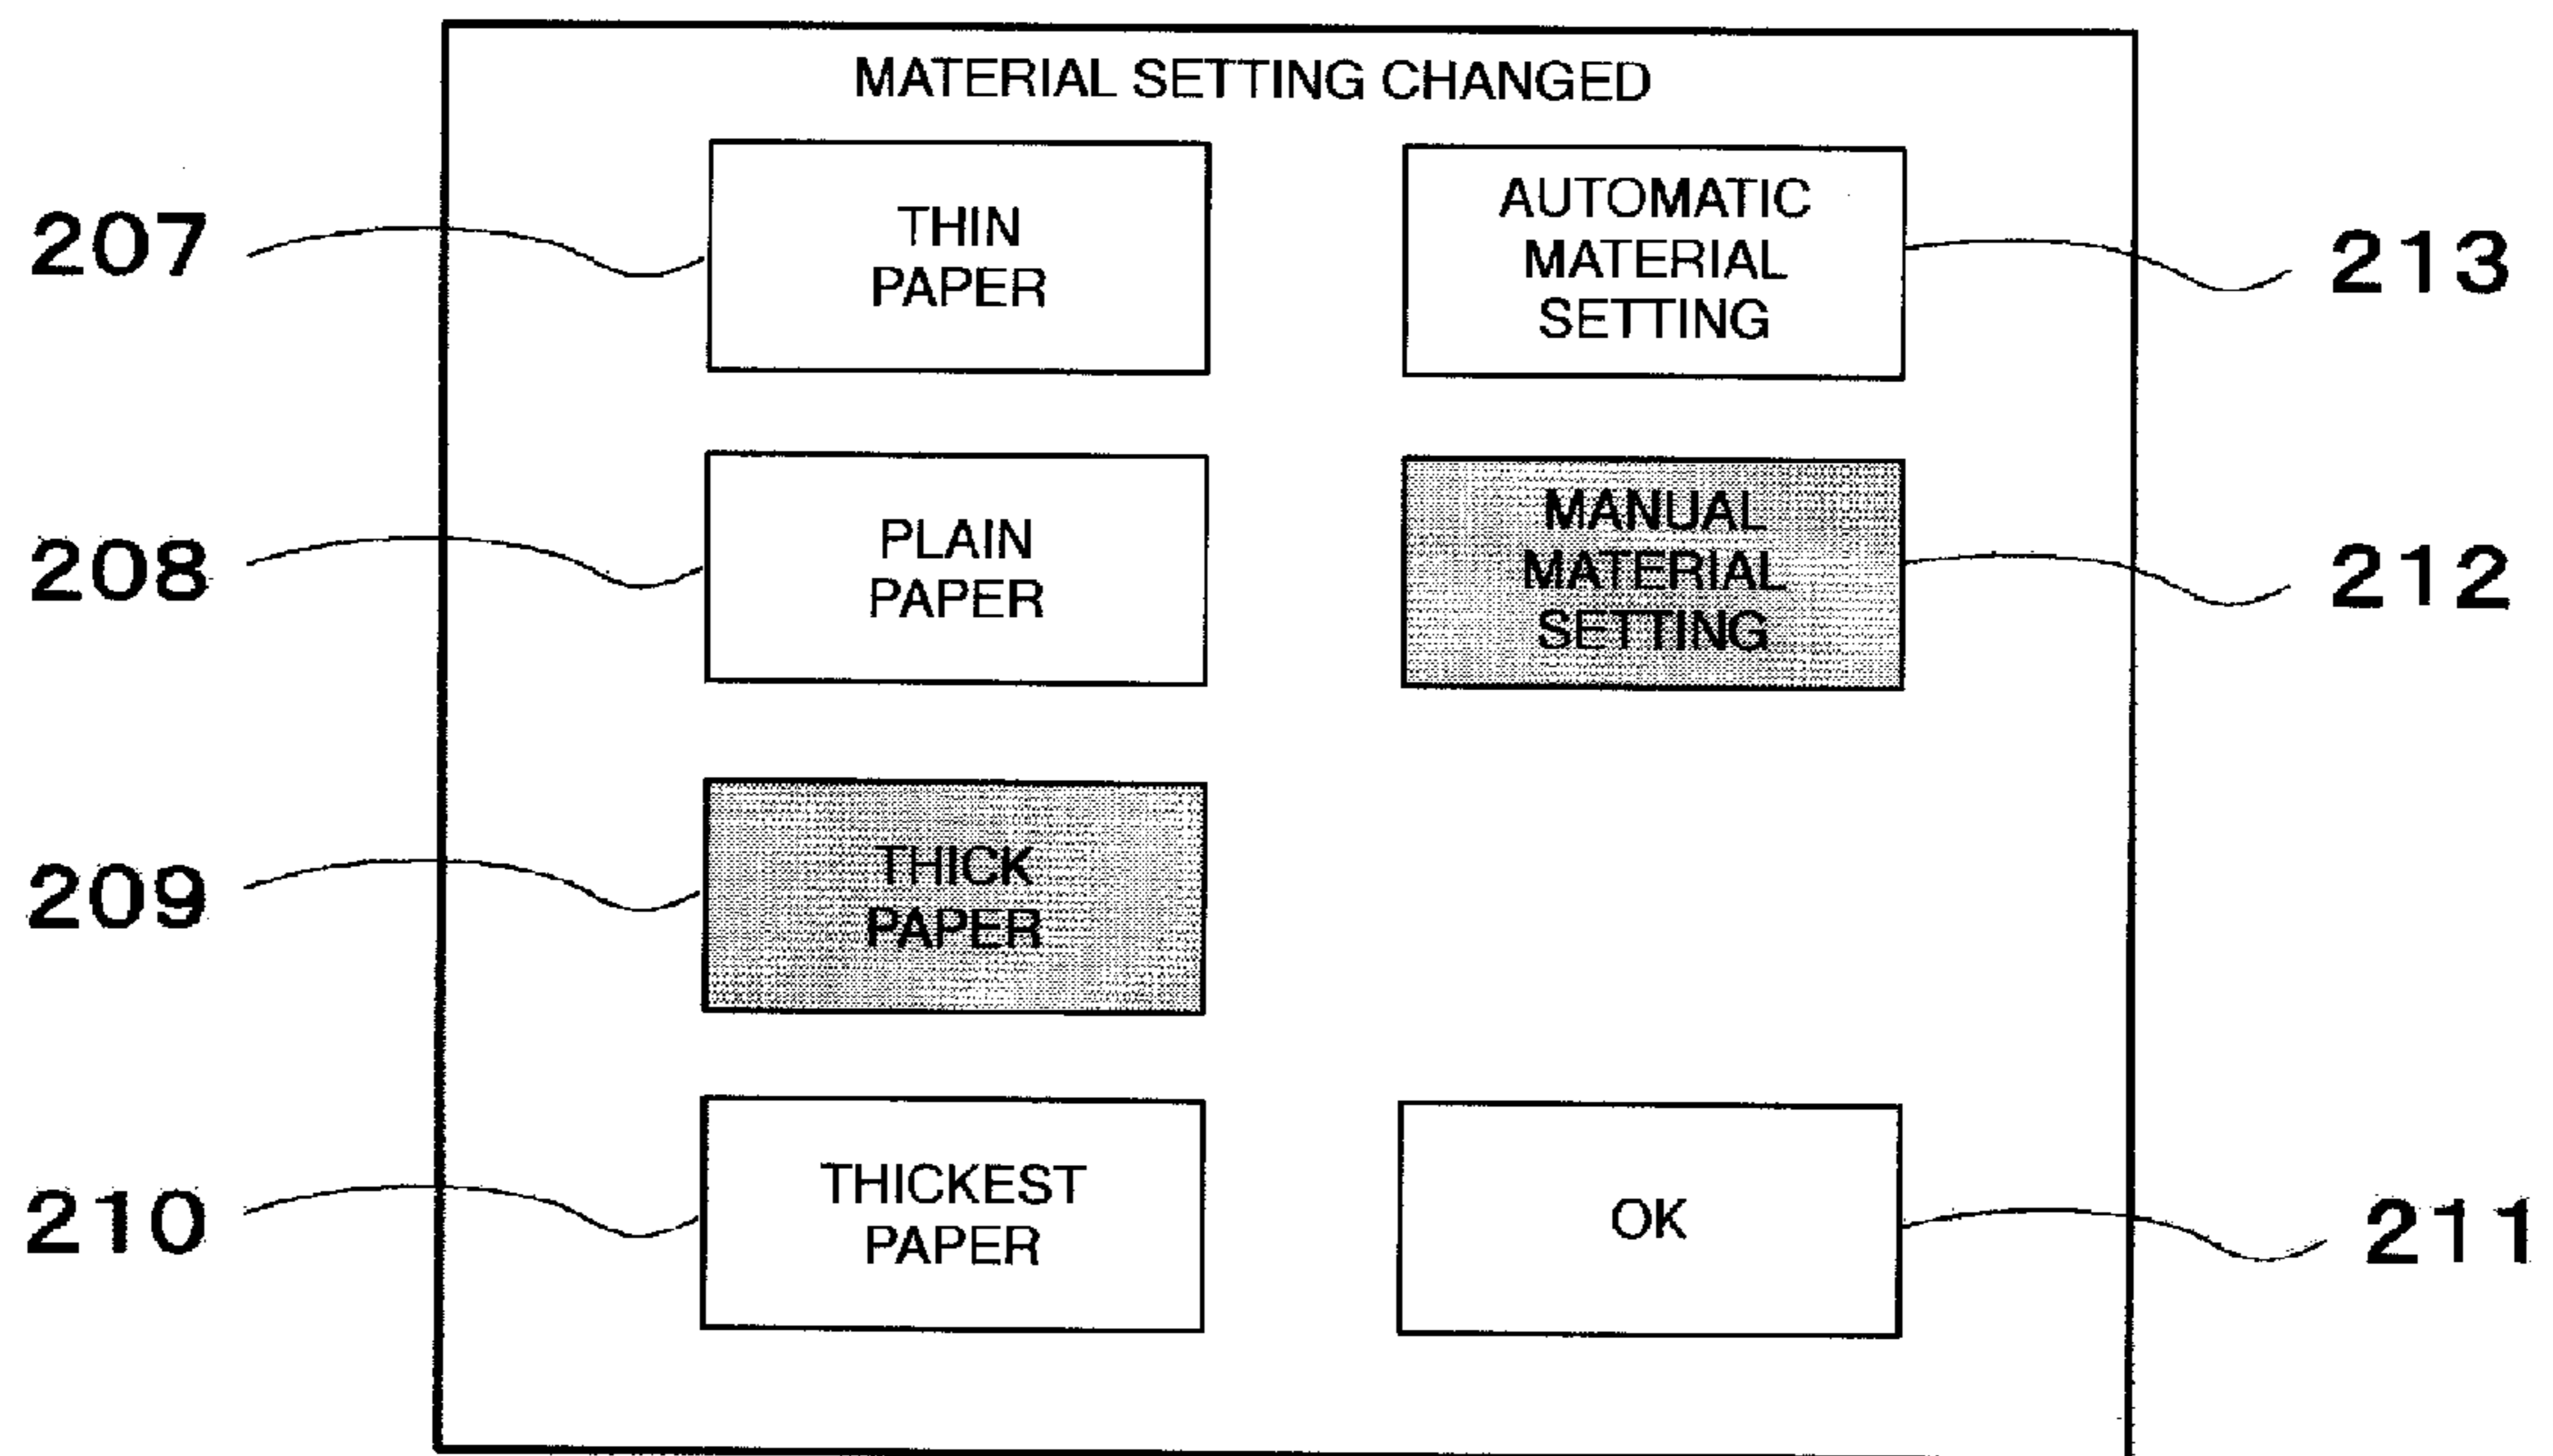 MATERIAL SETTING CHANGED
207
THIN
PAPER
AUTOMATIC
MATERIAL
SETTING
213
208
PLAIN
PAPER
MANUAL
MATERIAL
SETTING
212
209
THICK
PAPER
210
THICKEST
PAPER
OK
211